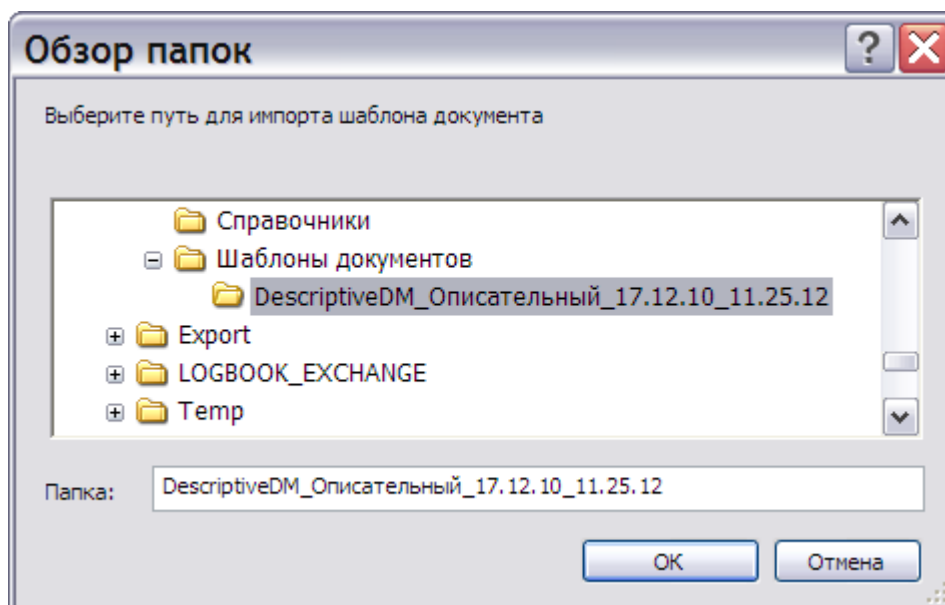 Обзор папок
Выберите путь для импорта шаблона документа
Справочники
Шаблоны документов
DescriptiveDM_Описательный_17.12.10_11.25.12
Export
LOGBOOK_EXCHANGE
Temp
Папка: DescriptiveDM_Описательный_17.12.10_11.25.12
ОК Отмена